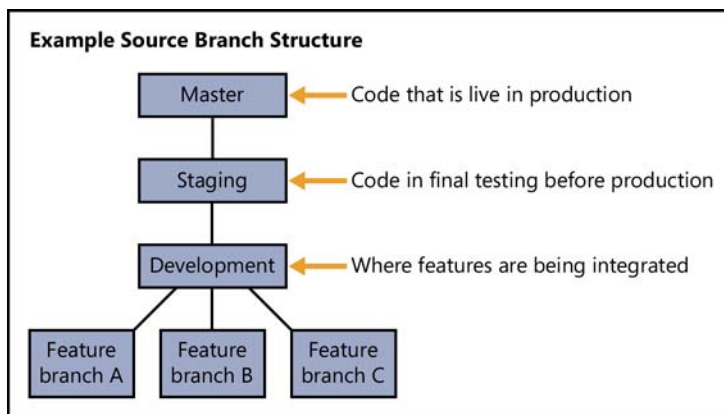 Example Source Branch Structure
Master
Code that is live in production
Staging
Code in final testing before production
Development
Where features are being integrated
Feature
branch A
Feature
branch B
Feature
branch C